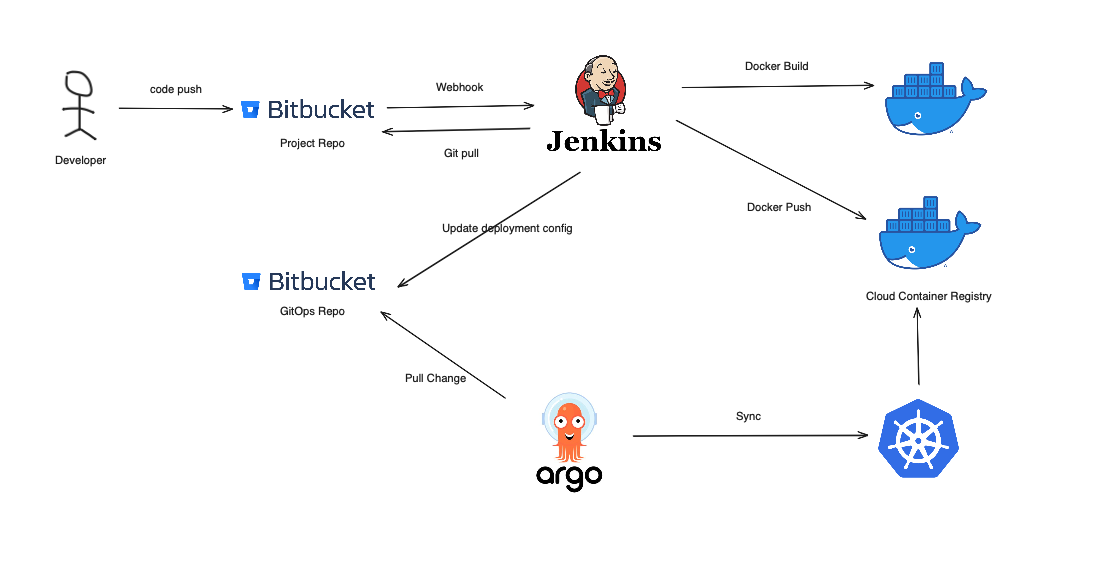 code push
Bitbucket
Project Repo
Developer
Webhook
Git pull
Jenkins
Docker Build
Docker Push
Update deployment config
Bitbucket
GitOps Repo
Cloud Container Registry
Pull Change
argo
Sync